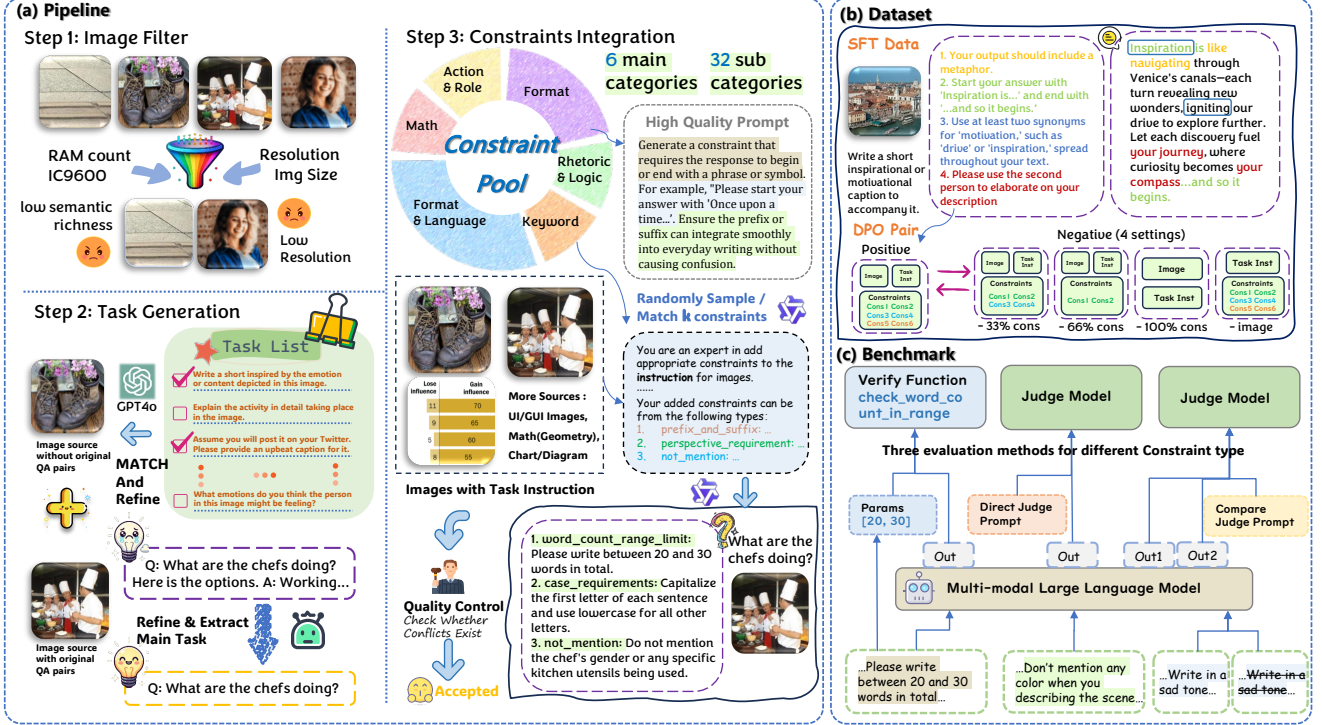 (a) Pipeline
Step 1: Image Filter
RAM count
IC9600
Resolution
Img Size
low semantic
richness
Low
Resolution
Step 2: Task Generation
Task List
Write a short inspired by the emotion
or content depicted in this image.
Explain the activity in detail taking place
in the image.
Assume you will post it on your Twitter.
Please provide an upbeat caption for it.
What emotions do you think the person
in this image might be feeling?
GPT4o
Image source
without original
QA pairs
MATCH
And
Refine
Q: What are the chefs doing?
Here is the options. A: Working...
Refine & Extract
Main Task
Image source
with original
QA pairs
Q: What are the chefs doing?
Step 3: Constraints Integration
6 main
categories
32 sub
categories
Action
& Role
Format
Math
Constraint
Pool
Rhetoric
& Logic
Format
& Language
Keyword
High Quality Prompt
Generate a constraint that
requires the response to begin
or end with a phrase or symbol.
For example, "Please start your
answer with 'Once upon a
time...'. Ensure the prefix or
suffix can integrate smoothly
into everyday writing without
causing confusion.
Lose
Influence
Gain
Influence
11 70
9 65
5 60
8 55
More Sources :
UI/GUI Images,
Math(Geometry),
Chart/Diagram
Randomly Sample /
Match k constraints
You are an expert in add
appropriate constraints to the
instruction for images.
......
Your added constraints can be
from the following types:
1. prefix_and_suffix: ...
2. perspective_requirement: ...
3. not_mention: ...
Images with Task Instruction
Quality Control
Check Whether
Conflicts Exist
Accepted
1. word_count_range_limit:
Please write between 20 and 30
words in total.
2. case_requirements: Capitalize
the first letter of each sentence
and use lowercase for all other
letters.
3. not_mention: Do not mention
the chef's gender or any specific
kitchen utensils being used.
What are the
chefs doing?
(b) Dataset
SFT Data
Write a short
inspirational or
motivational
caption to
accompany it.
1. Your output should include a
metaphor.
2. Start your answer with
'Inspiration is...' and end with
'...and so it begins.'
3. Use at least two synonyms
for 'motivation,' such as
'drive' or 'inspiration,' spread
throughout your text.
4. Please use the second
person to elaborate on your
description
Inspiration is like
navigating through
Venice's canals—each
turn revealing new
wonders, igniting our
drive to explore further.
Let each discovery fuel
your journey, where
curiosity becomes your
compass...and so it
begins.
DPO Pair
Positive
Negative (4 settings)
Image
Task
Inst
Constraints
Cons1 Cons2
Cons3 Cons4
Cons5 Cons6
Image
Task
Inst
Constraints
Cons1 Cons2
Cons3 Cons4
- 33% cons
Image
Task
Inst
Constraints
Cons1 Cons2
- 66% cons
Image
Task Inst
- 100% cons
Task Inst
Constraints
Cons1 Cons2
Cons3 Cons4
Cons5 Cons6
- image
(c) Benchmark
Verify Function
check_word_co
unt_in_range
Judge Model
Judge Model
Three evaluation methods for different Constraint type
Params
[20, 30]
Direct Judge
Prompt
Compare
Judge Prompt
Out
Out
Out1
Out2
Multi-modal Large Language Model
...Please write
between 20 and 30
words in total...
...Don't mention any
color when you
describing the scene...
...Write in a
sad tone...
...Write in a
sad tone...